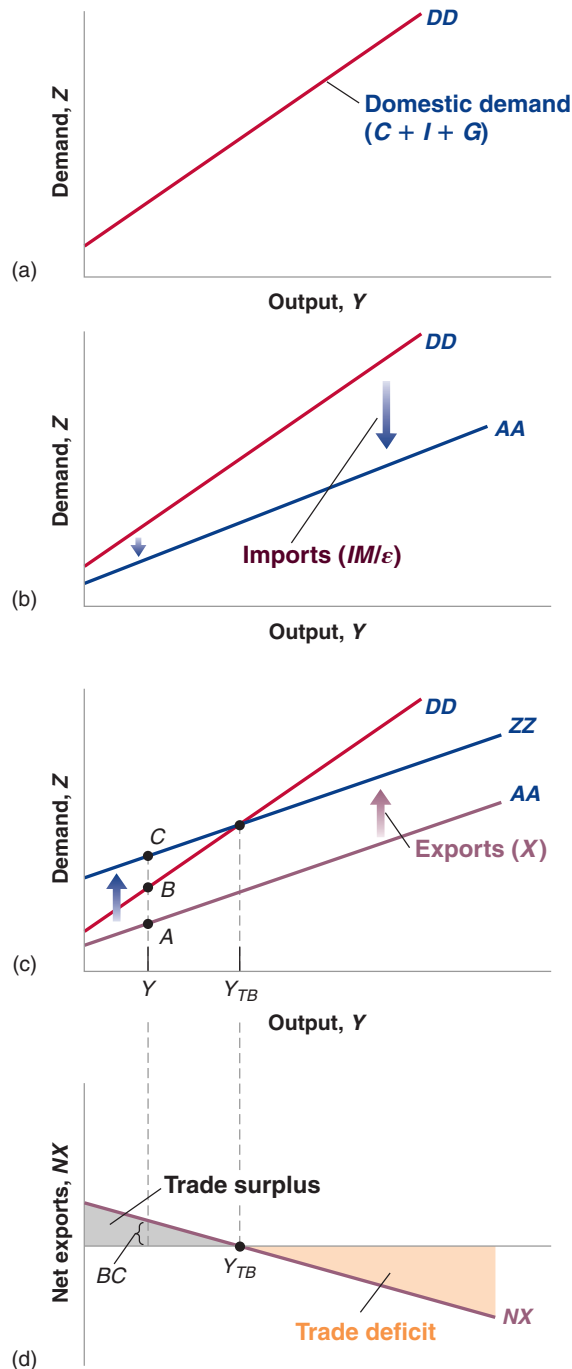 DD
Domestic demand
(C + I + G)
Demand, Z
(a)
Output, Y
DD
AA
Demand, Z
Imports (IM/ε)
(b)
Output, Y
DD
ZZ
AA
C
Demand, Z
B
Exports (X)
A
(c)
Y
Y_TB
Output, Y
Net exports, NX
Trade surplus
BC
Y_TB
Trade deficit
NX
(d)